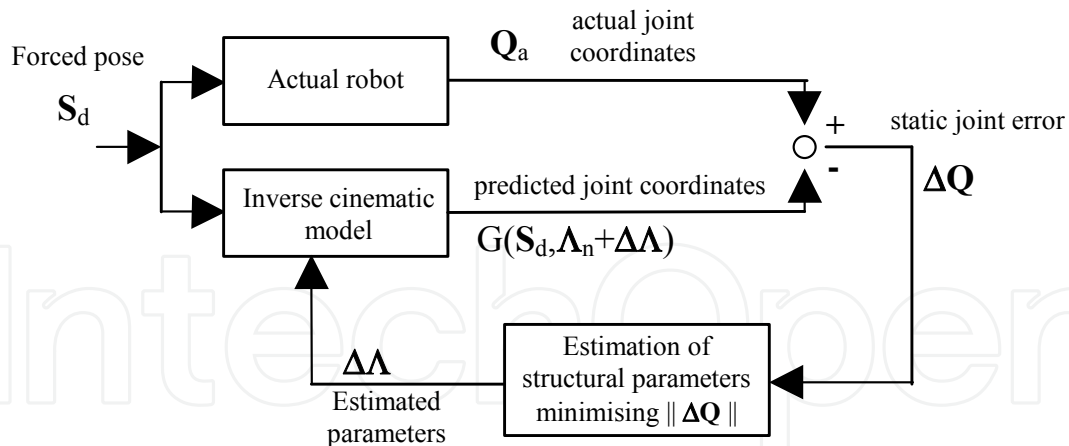 Forced pose
S_d
Actual robot
Q_a
actual joint
coordinates
+
-
static joint error
ΔQ
Inverse cinematic
model
predicted joint coordinates
G(S_d,Λ_n+ΔΛ)
ΔΛ
Estimated
parameters
Estimation of
structural parameters
minimising || ΔQ ||
IntechOpen